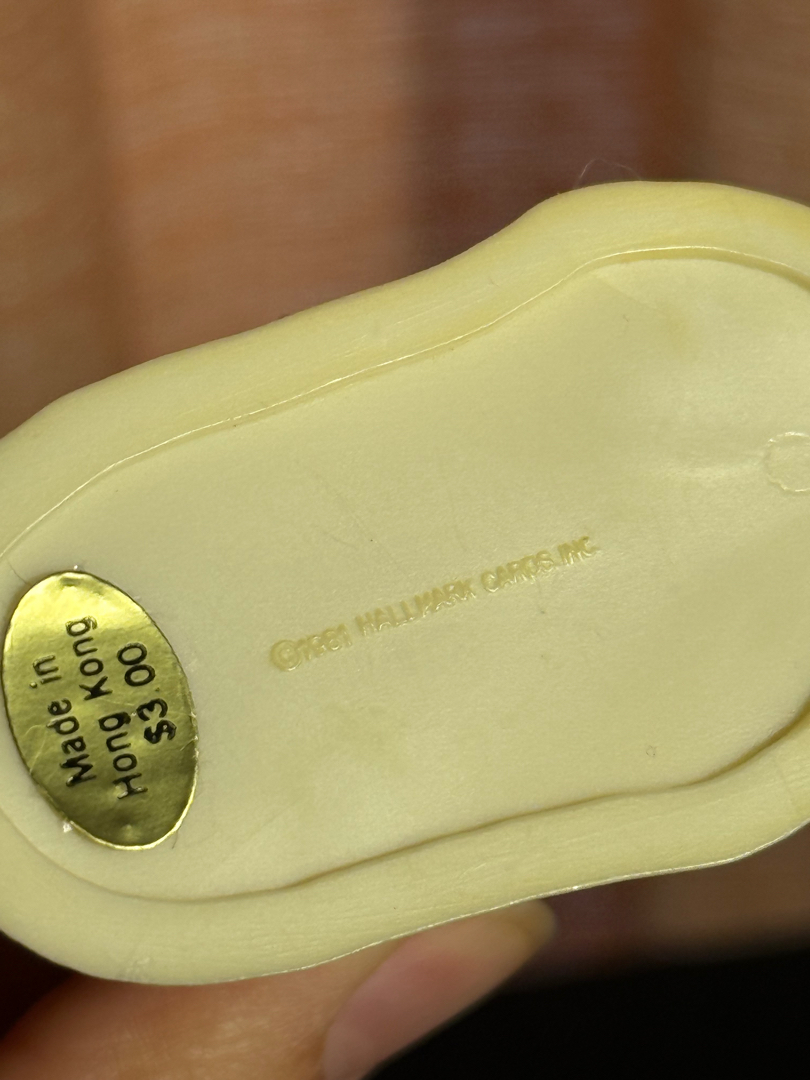 Made in
Hong Kong
$3.00
©1981 HALLMARK CARDS, INC